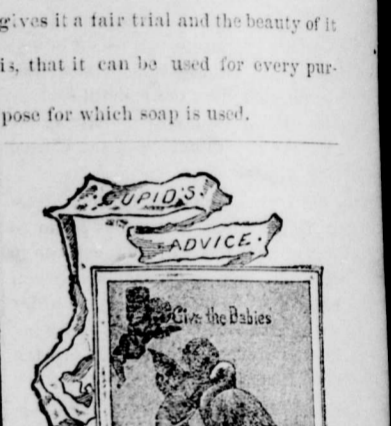 gives it a fair trial and the beauty of it
is, that it can be used for every pur-
pose for which soap is used.
CUPID'S
ADVICE.
Give the Babies